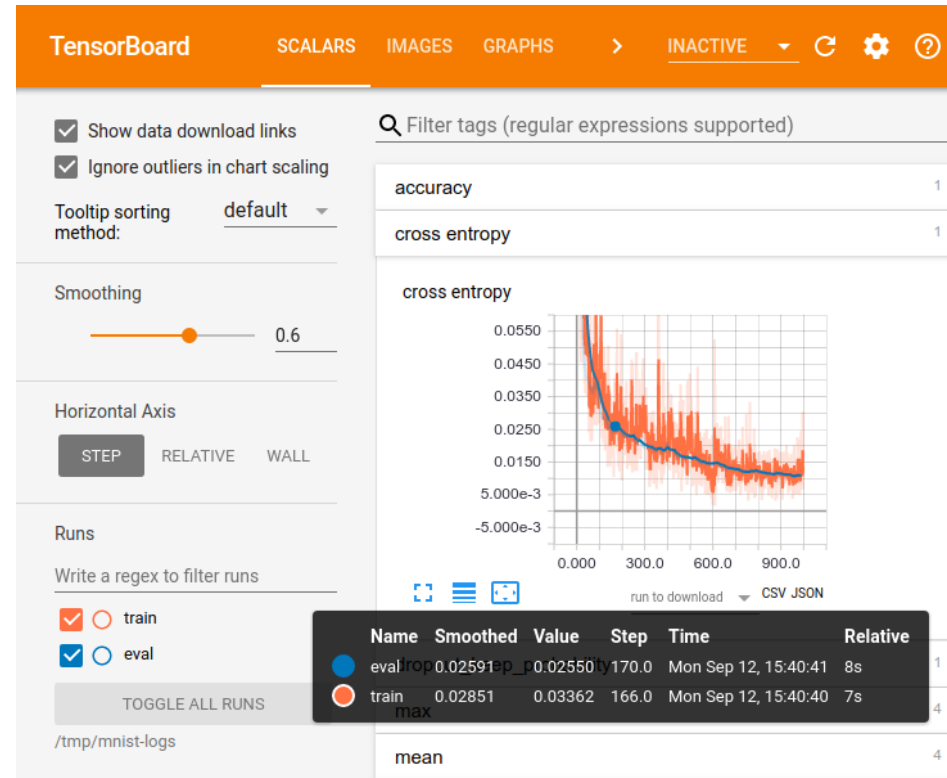 TensorBoard SCALARS IMAGES GRAPHS INACTIVE
Show data download links
Ignore outliers in chart scaling
Tooltip sorting method: default
Smoothing
0.6
Horizontal Axis
STEP RELATIVE WALL
Runs
Write a regex to filter runs
train
eval
TOGGLE ALL RUNS
/tmp/mnist-logs
Filter tags (regular expressions supported)
accuracy 1
cross entropy 1
cross entropy
0.0550
0.0450
0.0350
0.0250
0.0150
5.000e-3
-5.000e-3
0.000 300.0 600.0 900.0
run to download CSV JSON
Name Smoothed Value Step Time Relative
eval 0.02591 0.02550 170.0 Mon Sep 12, 15:40:41 8s
train 0.02851 0.03362 166.0 Mon Sep 12, 15:40:40 7s
1
max 4
mean 4